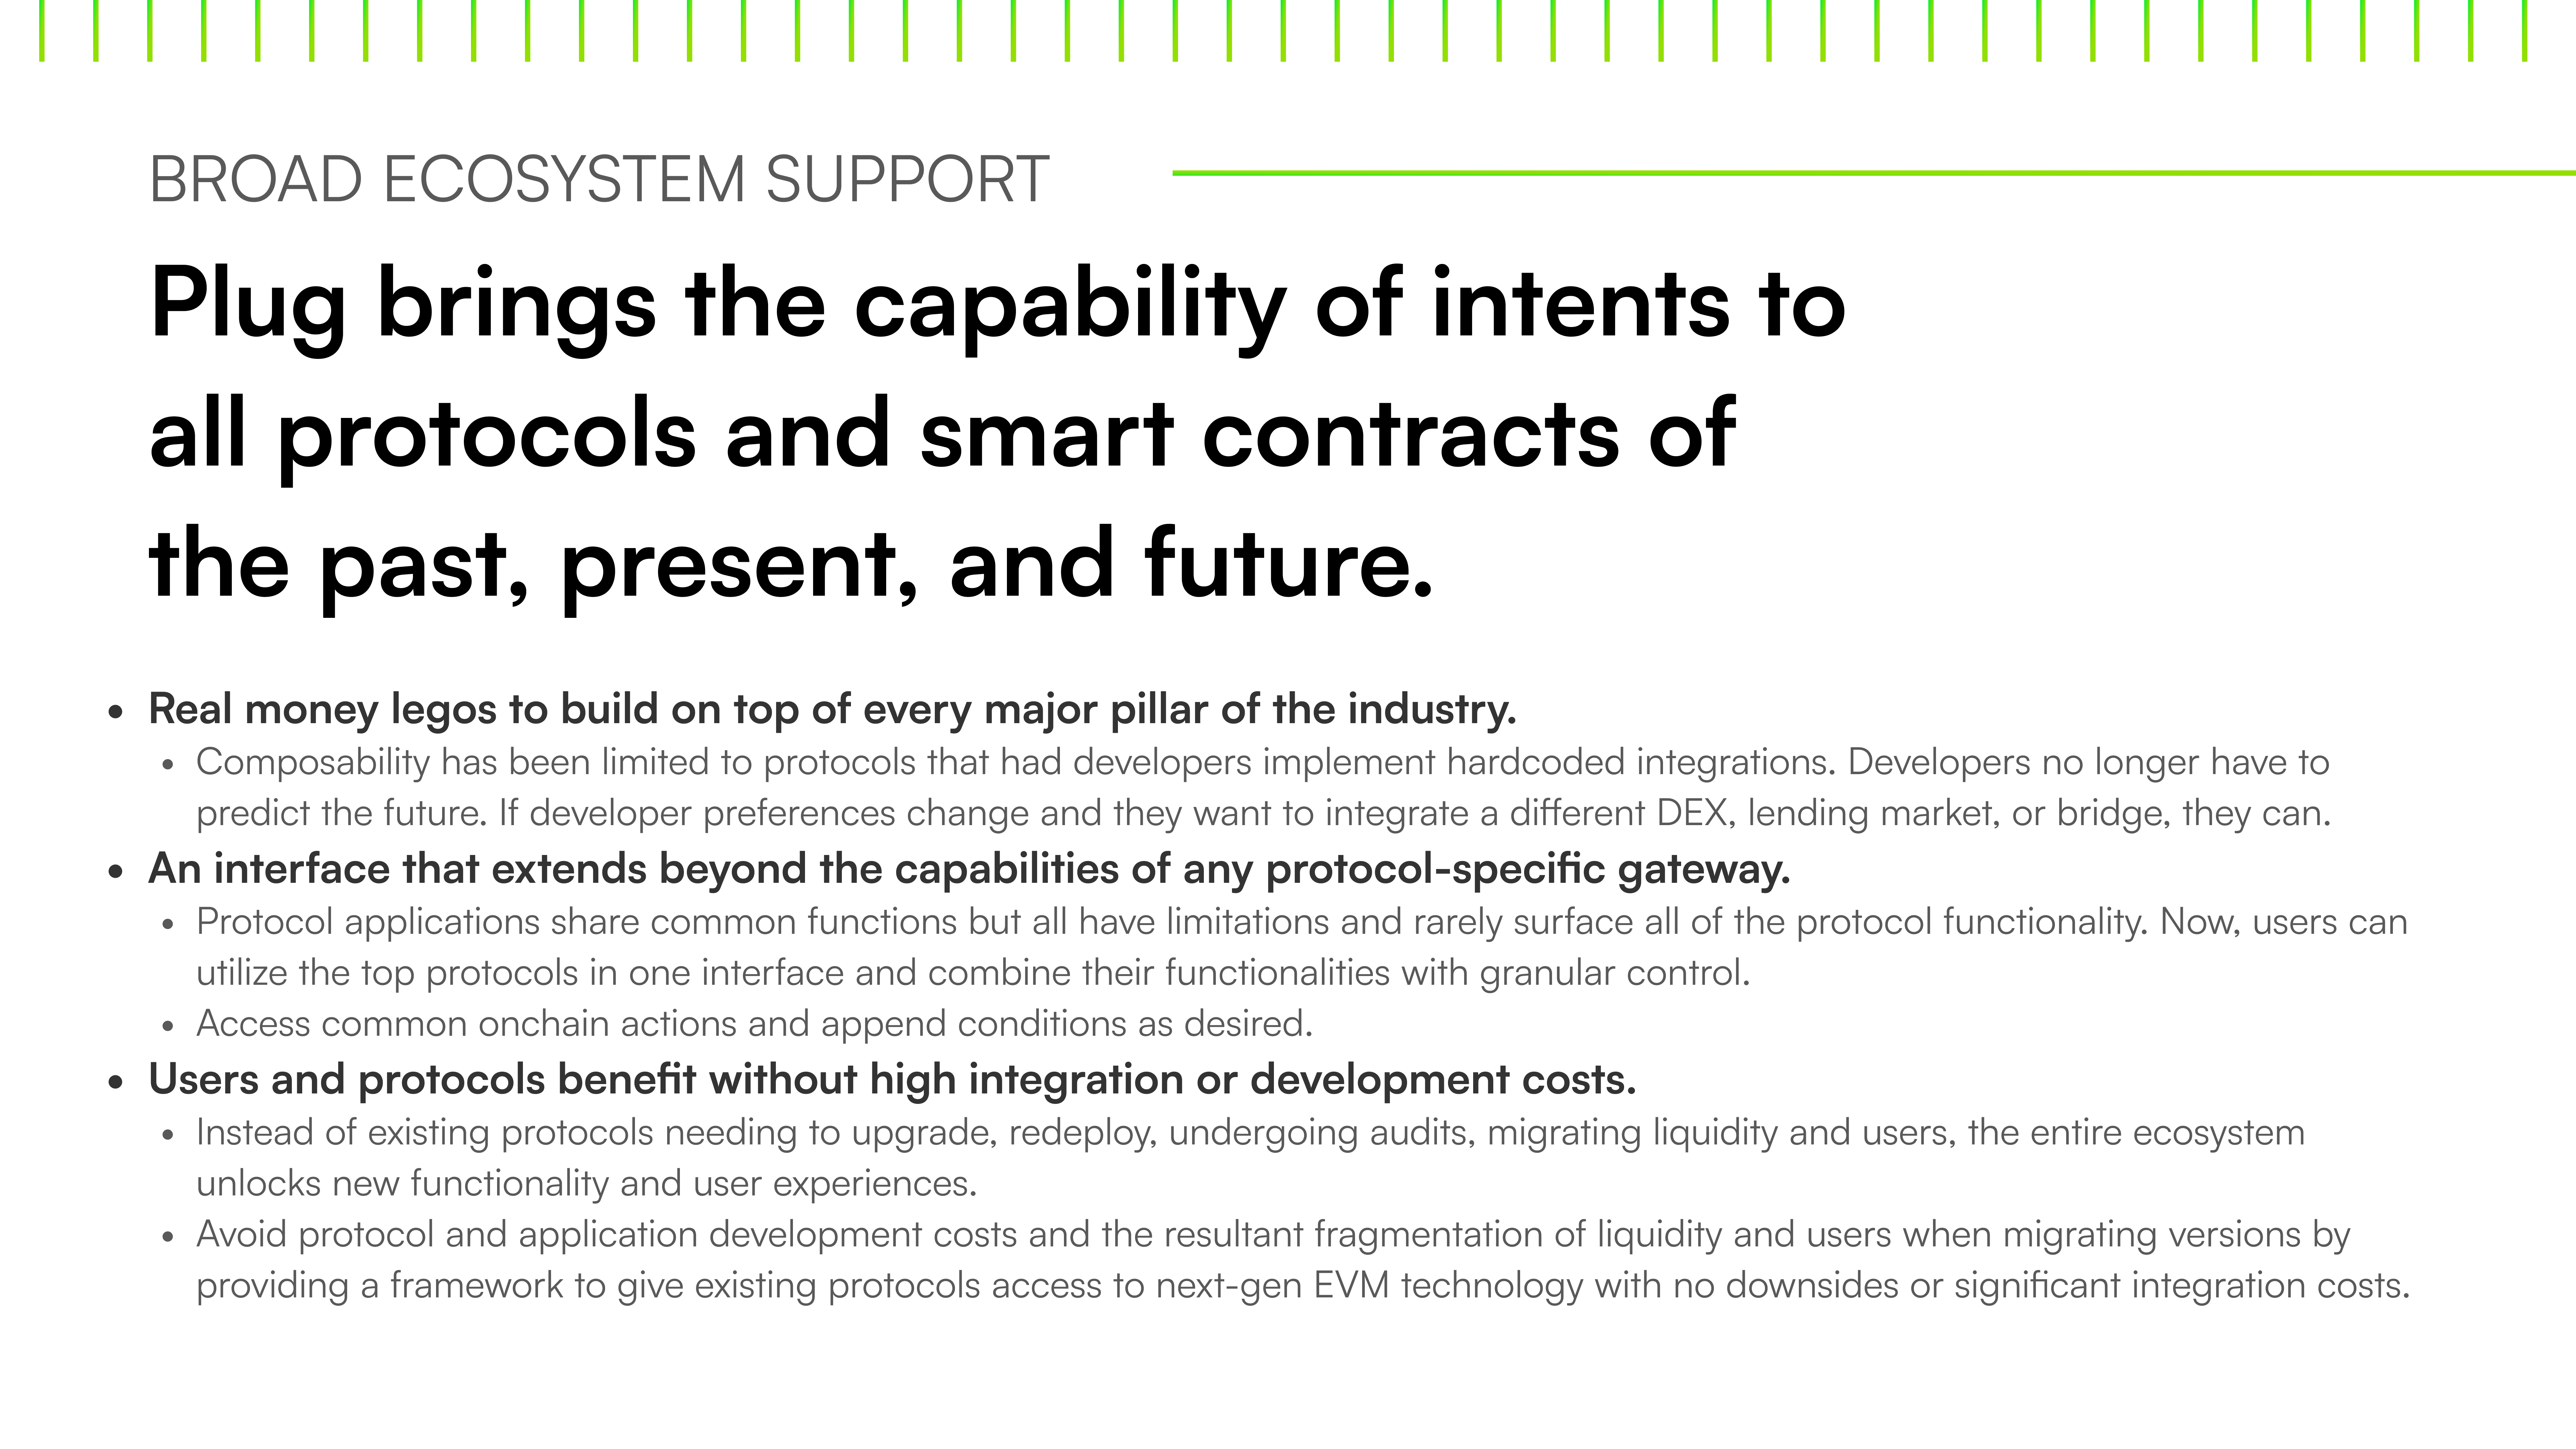 BROAD ECOSYSTEM SUPPORT
Plug brings the capability of intents to
all protocols and smart contracts of
the past, present, and future.
• Real money legos to build on top of every major pillar of the industry.
• Composability has been limited to protocols that had developers implement hardcoded integrations. Developers no longer have to
predict the future. If developer preferences change and they want to integrate a different DEX, lending market, or bridge, they can.
• An interface that extends beyond the capabilities of any protocol-specific gateway.
• Protocol applications share common functions but all have limitations and rarely surface all of the protocol functionality. Now, users can
utilize the top protocols in one interface and combine their functionalities with granular control.
• Access common onchain actions and append conditions as desired.
• Users and protocols benefit without high integration or development costs.
• Instead of existing protocols needing to upgrade, redeploy, undergoing audits, migrating liquidity and users, the entire ecosystem
unlocks new functionality and user experiences.
• Avoid protocol and application development costs and the resultant fragmentation of liquidity and users when migrating versions by
providing a framework to give existing protocols access to next-gen EVM technology with no downsides or significant integration costs.